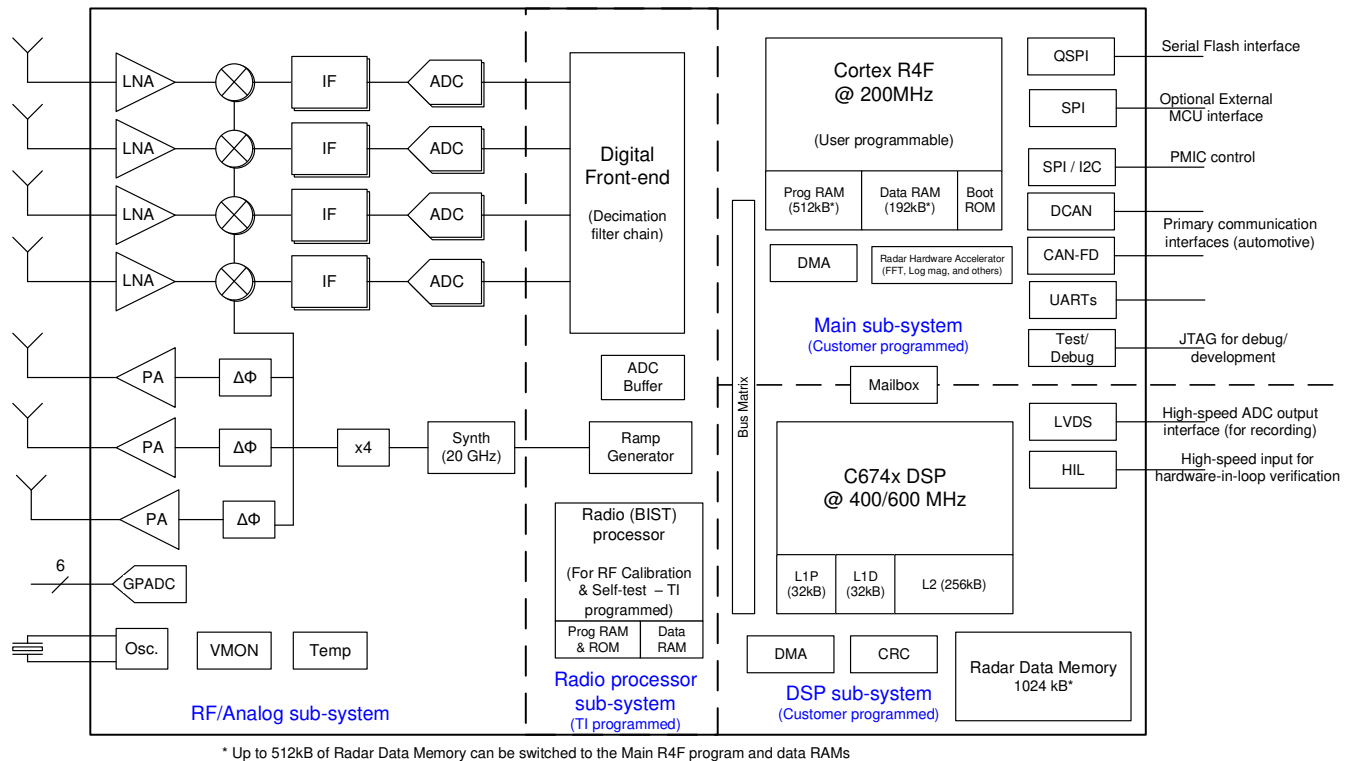 LNA
IF
ADC
LNA
IF
ADC
LNA
IF
ADC
LNA
IF
ADC
Digital
Front-end
(Decimation
filter chain)
PA
ΔΦ
PA
ΔΦ
PA
ΔΦ
x4
Synth
(20 GHz)
ADC
Buffer
Ramp
Generator
Radio (BIST)
processor
(For RF Calibration
& Self-test – TI
programmed)
Prog RAM
& ROM
Data
RAM
Radio processor
sub-system
(TI programmed)
6
GPADC
Osc.
VMON
Temp
RF/Analog sub-system
Cortex R4F
@ 200MHz
(User programmable)
Prog RAM
(512kB*)
Data RAM
(192kB*)
Boot
ROM
DMA
Radar Hardware Accelerator
(FFT, Log mag, and others)
Main sub-system
(Customer programmed)
Bus Matrix
Mailbox
QSPI
Serial Flash interface
SPI
Optional External
MCU interface
SPI / I2C
PMIC control
DCAN
Primary communication
interfaces (automotive)
CAN-FD
UARTs
Test/
Debug
JTAG for debug/
development
LVDS
High-speed ADC output
interface (for recording)
HIL
High-speed input for
hardware-in-loop verification
C674x DSP
@ 400/600 MHz
L1P
(32kB)
L1D
(32kB)
L2 (256kB)
DMA
CRC
Radar Data Memory
1024 kB*
DSP sub-system
(Customer programmed)
* Up to 512kB of Radar Data Memory can be switched to the Main R4F program and data RAMs